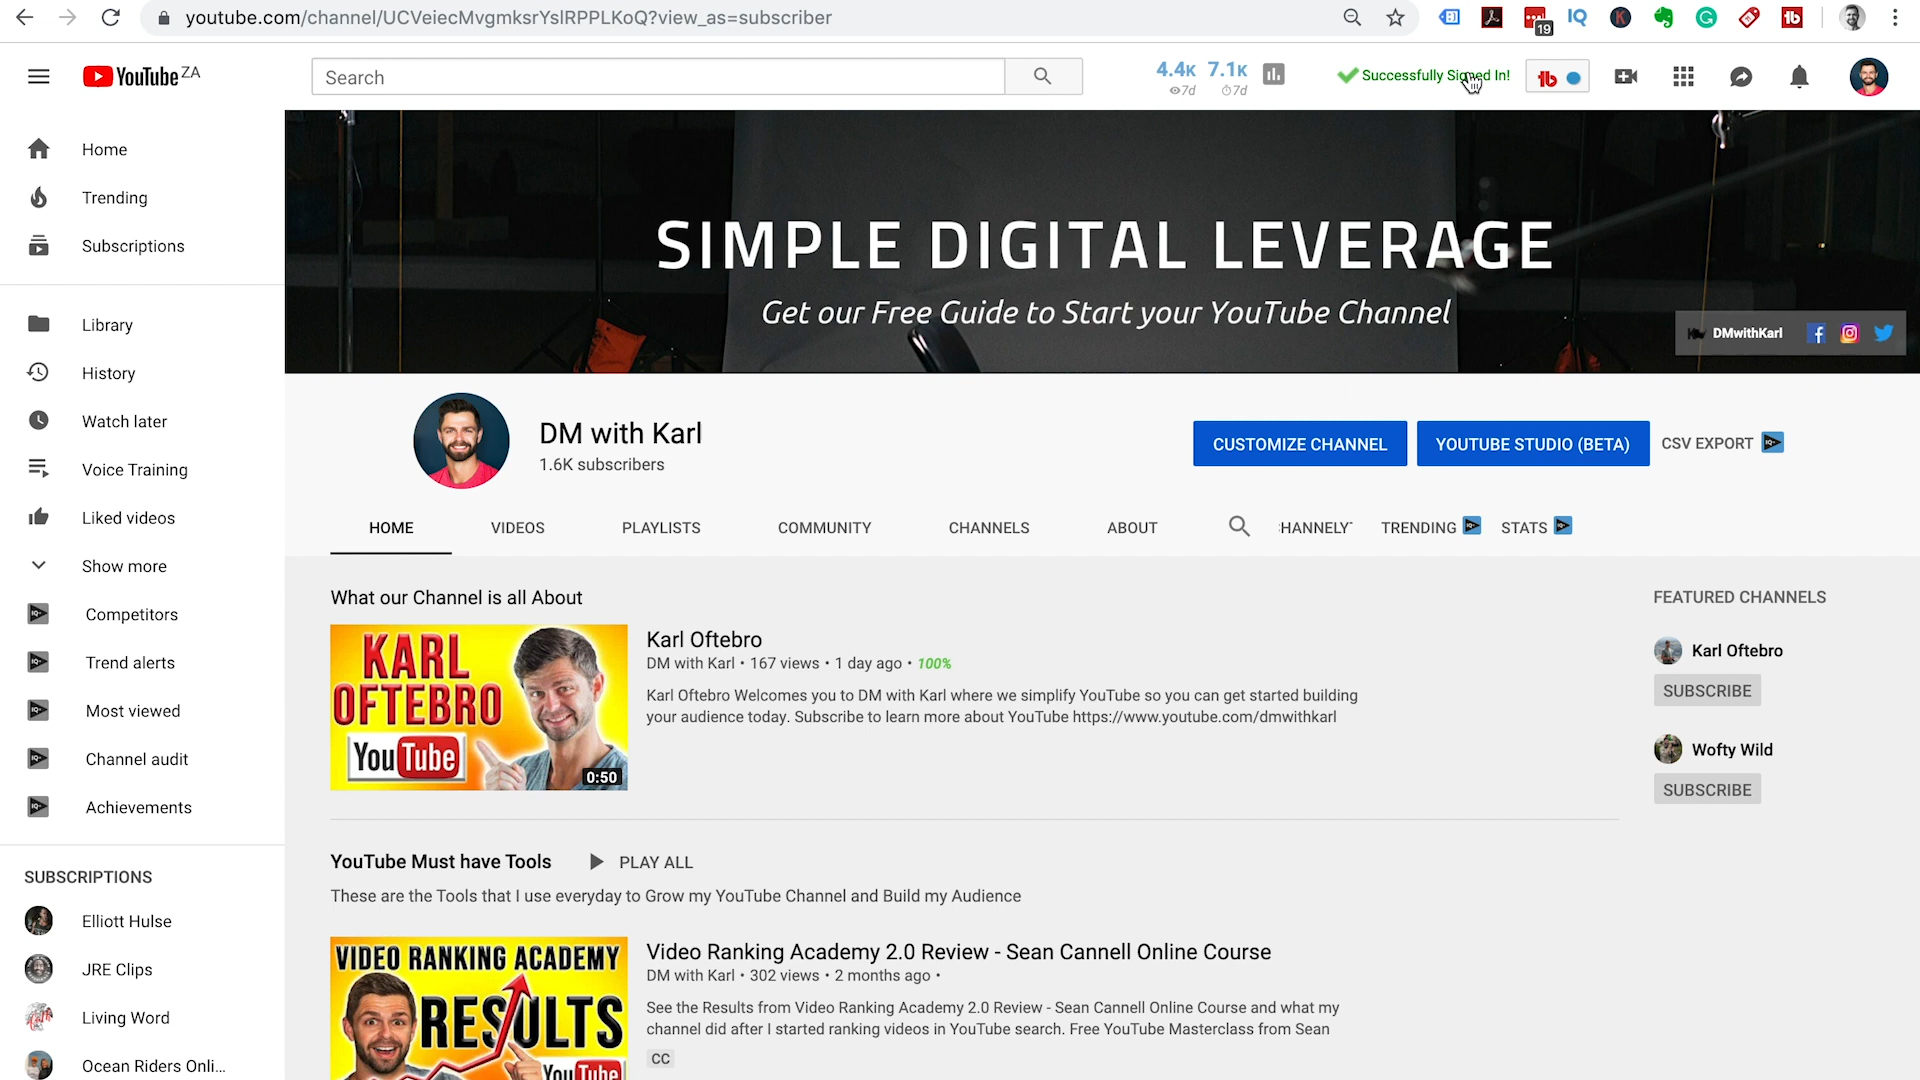 youtube.com/channel/UCVeiecMvgmksrYslRPPLKoQ?view_as=subscriber
19
IQ
K
tb
YouTube ZA
Search
4.4K 7.1K
7d 7d
Successfully Signed In!
tb
Home
Trending
Subscriptions
Library
History
Watch later
Voice Training
Liked videos
Show more
Competitors
Trend alerts
Most viewed
Channel audit
Achievements
SUBSCRIPTIONS
Elliott Hulse
JRE Clips
Living Word
Ocean Riders Onli...
SIMPLE DIGITAL LEVERAGE
Get our Free Guide to Start your YouTube Channel
DMwithKarl
DM with Karl
1.6K subscribers
CUSTOMIZE CHANNEL
YOUTUBE STUDIO (BETA)
CSV EXPORT
HOME
VIDEOS
PLAYLISTS
COMMUNITY
CHANNELS
ABOUT
HANNELY
TRENDING
STATS
What our Channel is all About
KARL
OFTEBRO
YouTube
0:50
Karl Oftebro
DM with Karl • 167 views • 1 day ago • 100%
Karl Oftebro Welcomes you to DM with Karl where we simplify YouTube so you can get started building
your audience today. Subscribe to learn more about YouTube https://www.youtube.com/dmwithkarl
FEATURED CHANNELS
Karl Oftebro
SUBSCRIBE
Wofty Wild
SUBSCRIBE
YouTube Must have Tools
PLAY ALL
These are the Tools that I use everyday to Grow my YouTube Channel and Build my Audience
VIDEO RANKING ACADEMY
RESULTS
YouTube
Video Ranking Academy 2.0 Review - Sean Cannell Online Course
DM with Karl • 302 views • 2 months ago •
See the Results from Video Ranking Academy 2.0 Review - Sean Cannell Online Course and what my
channel did after I started ranking videos in YouTube search. Free YouTube Masterclass from Sean
CC